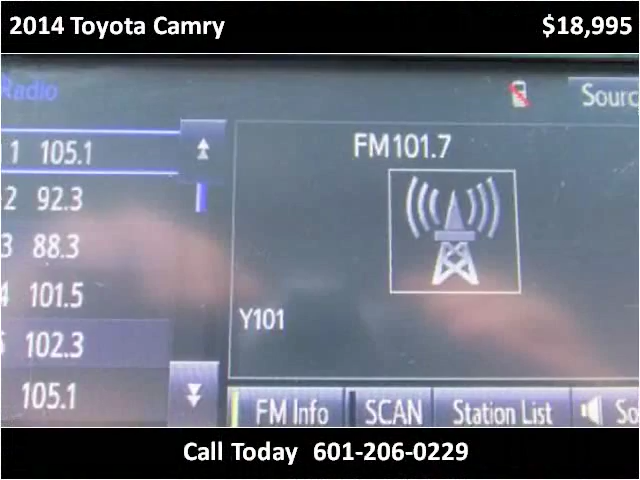 2014 Toyota Camry $18,995
Radio
FM101.7
1 105.1
2 92.3
3 88.3
4 101.5
102.3
105.1
Y101
FM Info SCAN Station List
Call Today 601-206-0229